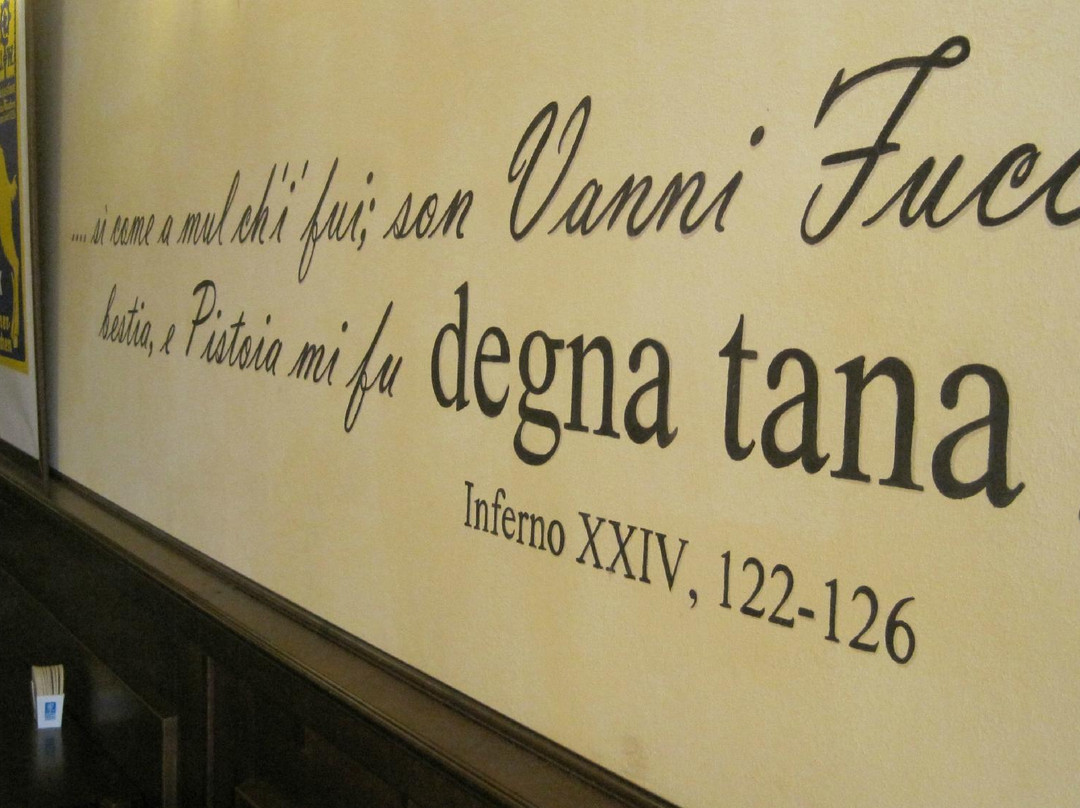 .... sì come a mul ch'i' fui; son Vanni Fucc
bestia, e Pistoia mi fu degna tana
Inferno XXIV, 122-126